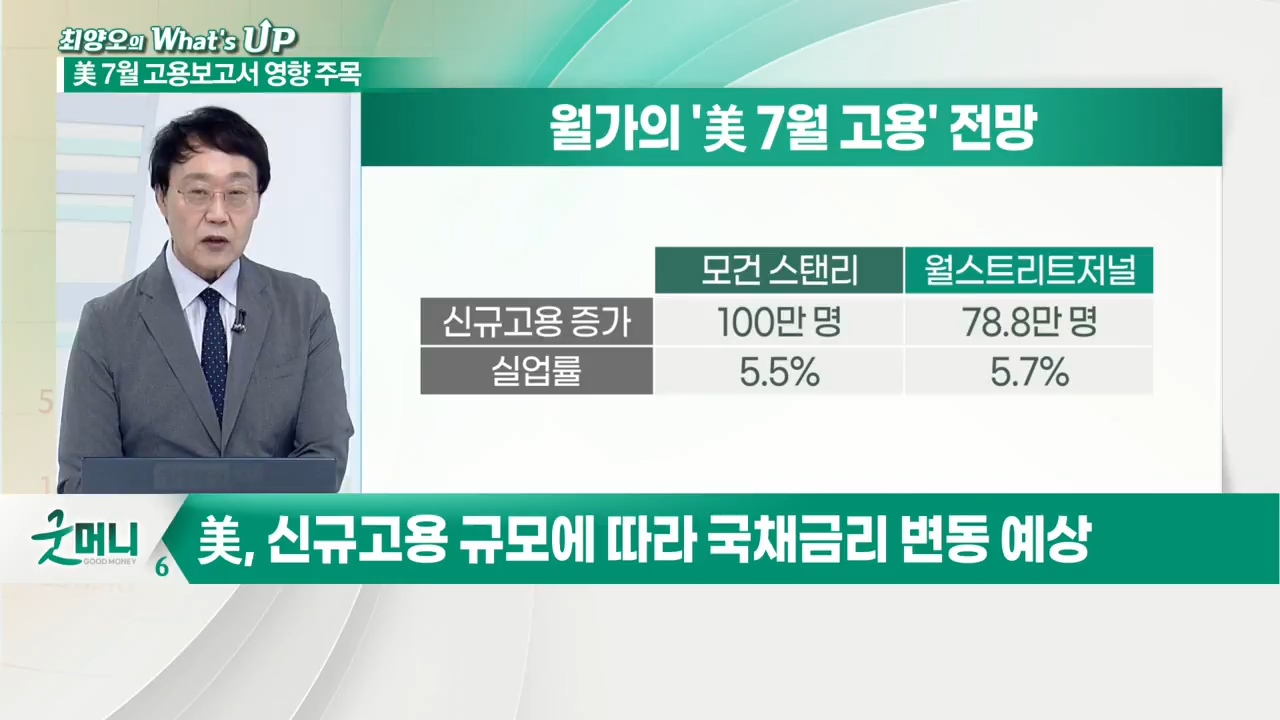 최양오의 What's UP
美 7월 고용보고서 영향 주목
월가의 '美 7월 고용' 전망
모건 스탠리 월스트리트저널
신규고용 증가 100만 명 78.8만 명
실업률 5.5% 5.7%
5
1
굿머니
GOOD MONEY
6
美, 신규고용 규모에 따라 국채금리 변동 예상